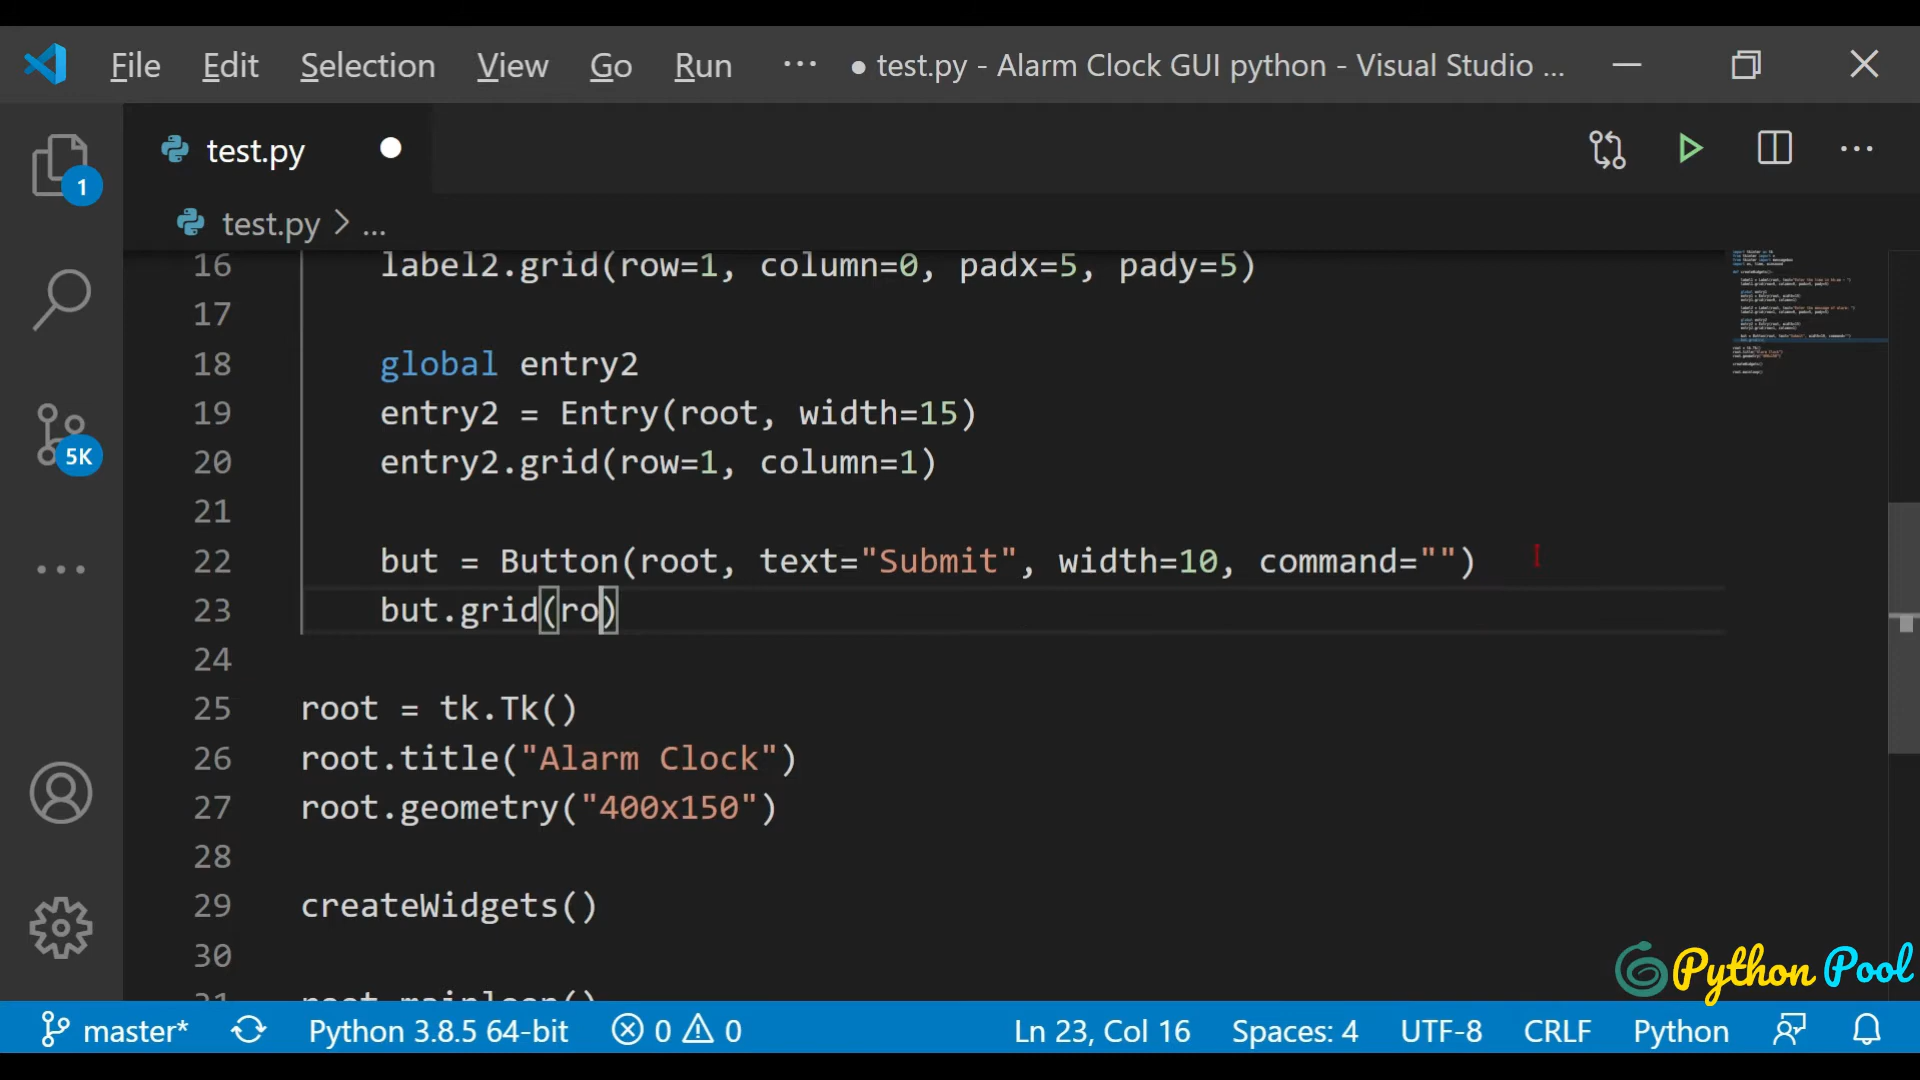 File Edit Selection View Go Run ··· ● test.py - Alarm Clock GUI python - Visual Studio ...
test.py
1
test.py > ...
16 label2.grid(row=1, column=0, padx=5, pady=5)
17
18 global entry2
19 entry2 = Entry(root, width=15)
20 entry2.grid(row=1, column=1)
21
22 but = Button(root, text="Submit", width=10, command="")
23 but.grid(ro)
24
25 root = tk.Tk()
26 root.title("Alarm Clock")
27 root.geometry("400x150")
28
29 createWidgets()
30
31 root.mainloop()
5K
Python Pool
master* Python 3.8.5 64-bit 0 0 Ln 23, Col 16 Spaces: 4 UTF-8 CRLF Python